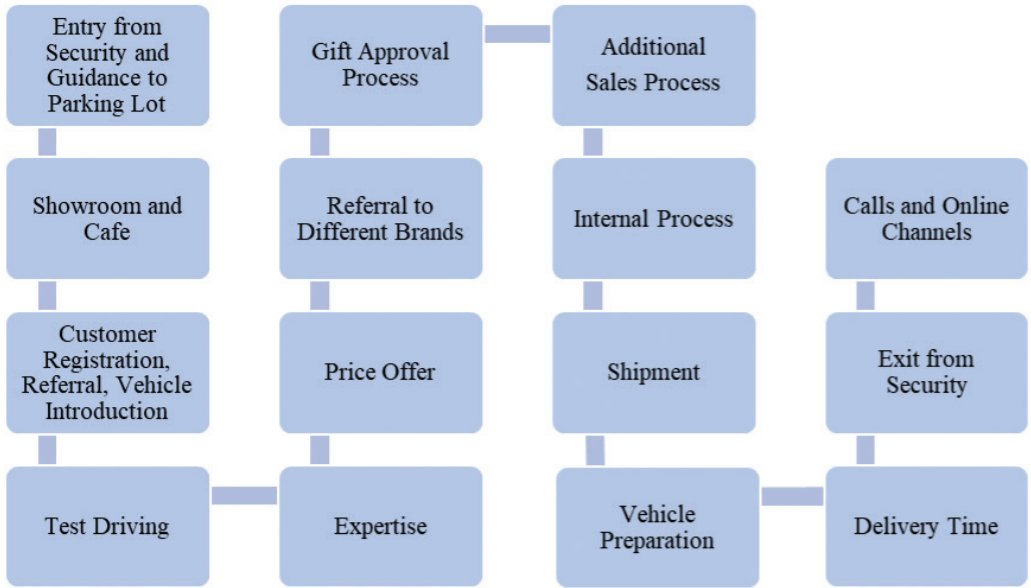 Entry from
Security and
Guidance to
Parking Lot
Showroom and
Cafe
Customer
Registration,
Referral, Vehicle
Introduction
Test Driving
Expertise
Price Offer
Referral to
Different Brands
Gift Approval
Process
Additional
Sales Process
Internal Process
Shipment
Vehicle
Preparation
Delivery Time
Exit from
Security
Calls and Online
Channels